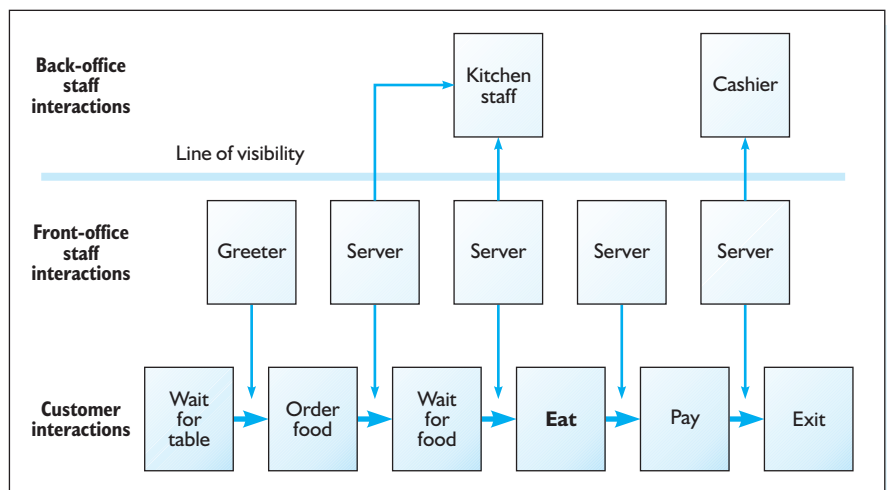 Back-office
staff
interactions
Kitchen
staff
Cashier
Line of visibility
Front-office
staff
interactions
Greeter
Server
Server
Server
Server
Customer
interactions
Wait
for
table
Order
food
Wait
for
food
Eat
Pay
Exit